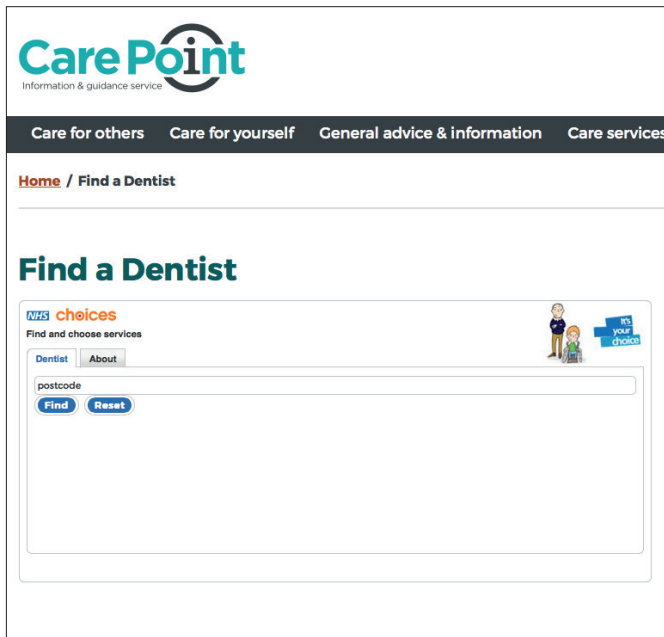 Care Point
Information & guidance service
Care for others Care for yourself General advice & information Care services
Home / Find a Dentist
Find a Dentist
NHS choices
Find and choose services
It's
your
choice
Dentist About
postcode
Find Reset